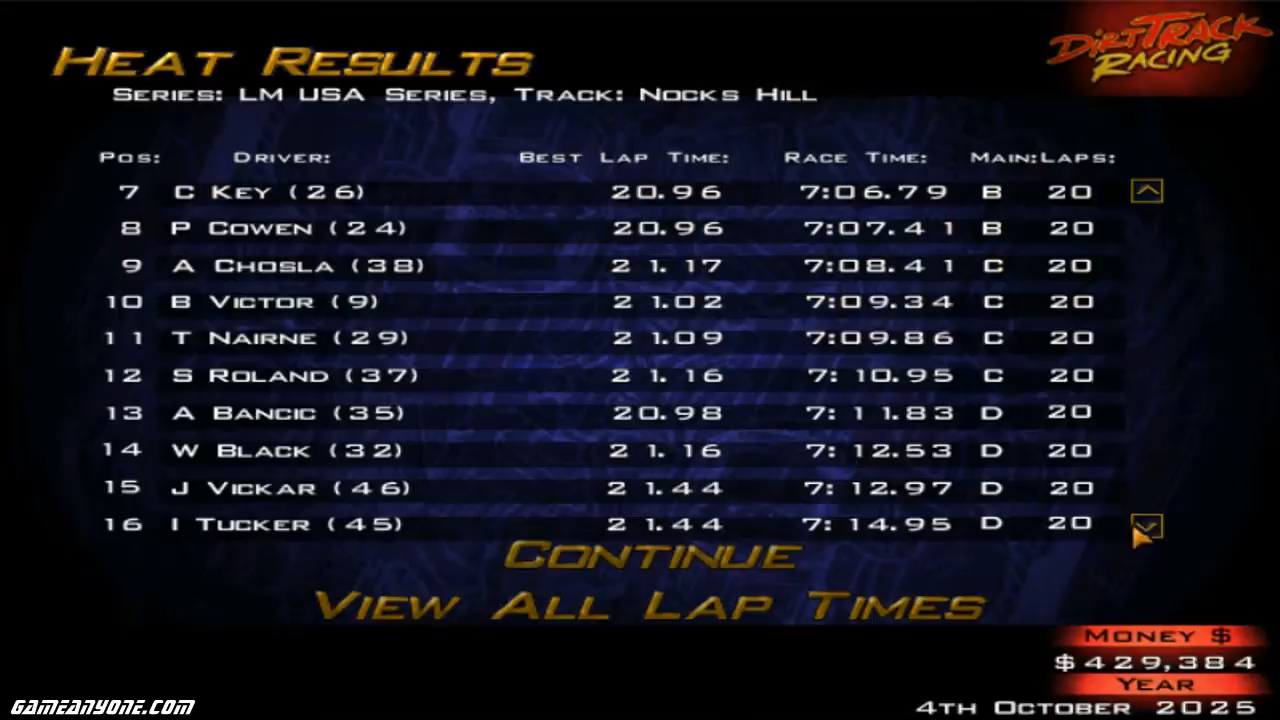 Dirt Track
Racing
Heat Results
Series: LM USA Series, Track: Nocks Hill
Pos: Driver: Best Lap Time: Race Time: Main: Laps:
7 C Key (26) 20.96 7:06.79 B 20
8 P Cowen (24) 20.96 7:07.41 B 20
9 A Chosla (38) 21.17 7:08.41 C 20
10 B Victor (9) 21.02 7:09.34 C 20
11 T Nairne (29) 21.09 7:09.86 C 20
12 S Roland (37) 21.16 7:10.95 C 20
13 A Bancic (35) 20.98 7:11.83 D 20
14 W Black (32) 21.16 7:12.53 D 20
15 J Vickar (46) 21.44 7:12.97 D 20
16 I Tucker (45) 21.44 7:14.95 D 20
Continue
View All Lap Times
Money $
$429,384
Year
4th October 2025
GAMEANYONE.COM